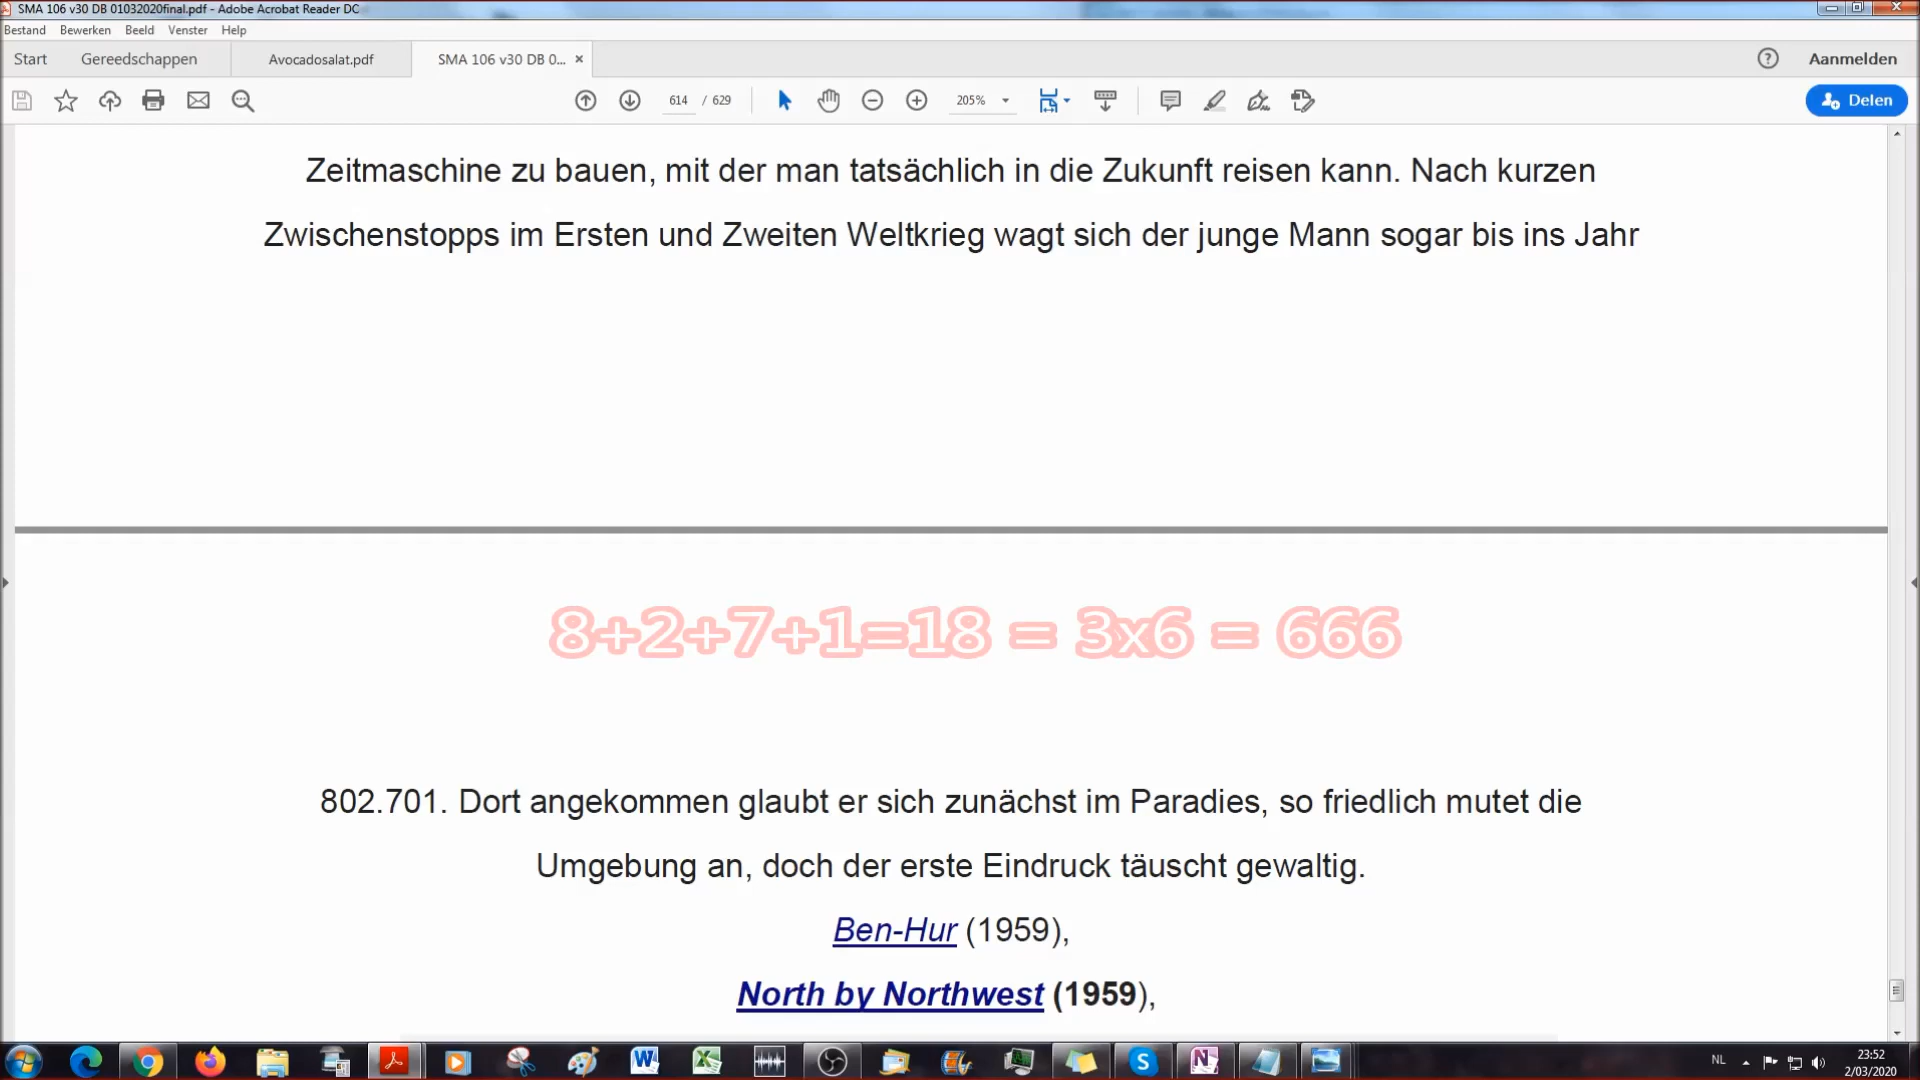 SMA 106 v30 DB 01032020final.pdf - Adobe Acrobat Reader DC
Bestand Bewerken Beeld Venster Help
Start Gereedschappen Avocadosalat.pdf SMA 106 v30 DB 0... × ? Aanmelden
614 / 629 205% Delen
Zeitmaschine zu bauen, mit der man tatsächlich in die Zukunft reisen kann. Nach kurzen
Zwischenstopps im Ersten und Zweiten Weltkrieg wagt sich der junge Mann sogar bis ins Jahr
8+2+7+1=18 = 3x6 = 666
802.701. Dort angekommen glaubt er sich zunächst im Paradies, so friedlich mutet die
Umgebung an, doch der erste Eindruck täuscht gewaltig.
Ben-Hur (1959),
North by Northwest (1959),
NL 23:52
2/03/2020